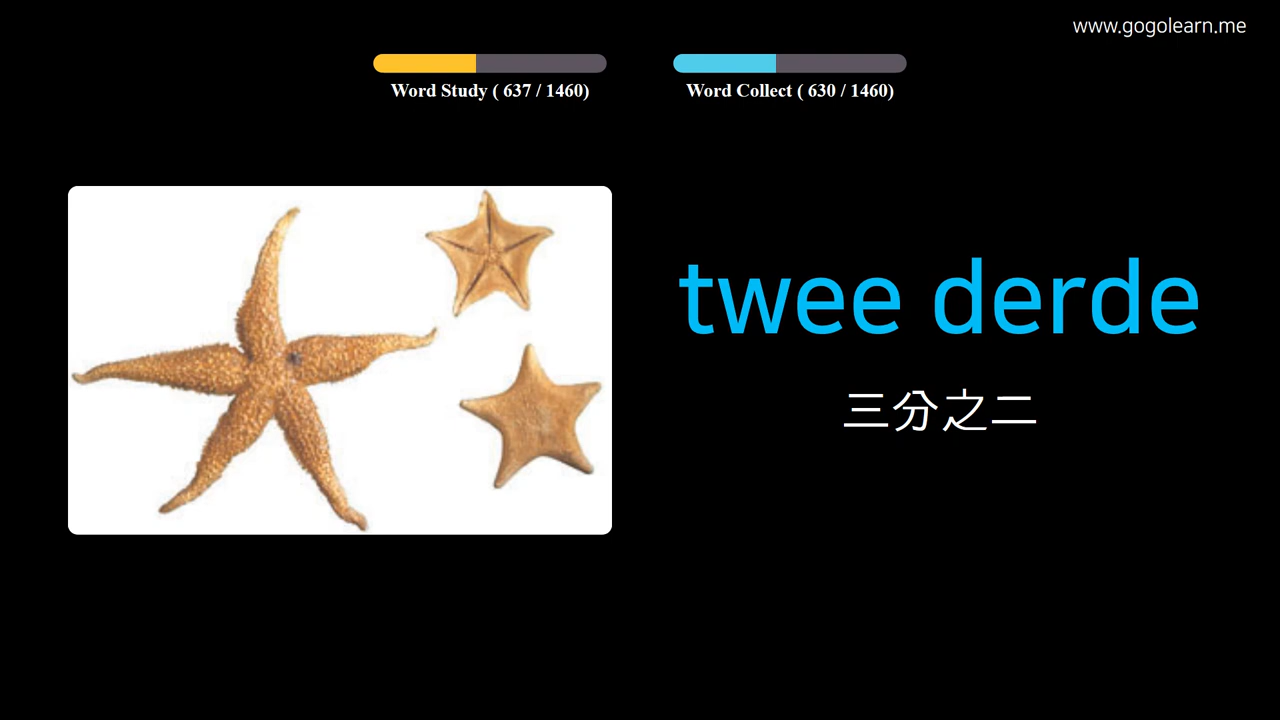 www.gogolearn.me
Word Study ( 637 / 1460)
Word Collect ( 630 / 1460)
twee derde
三分之二